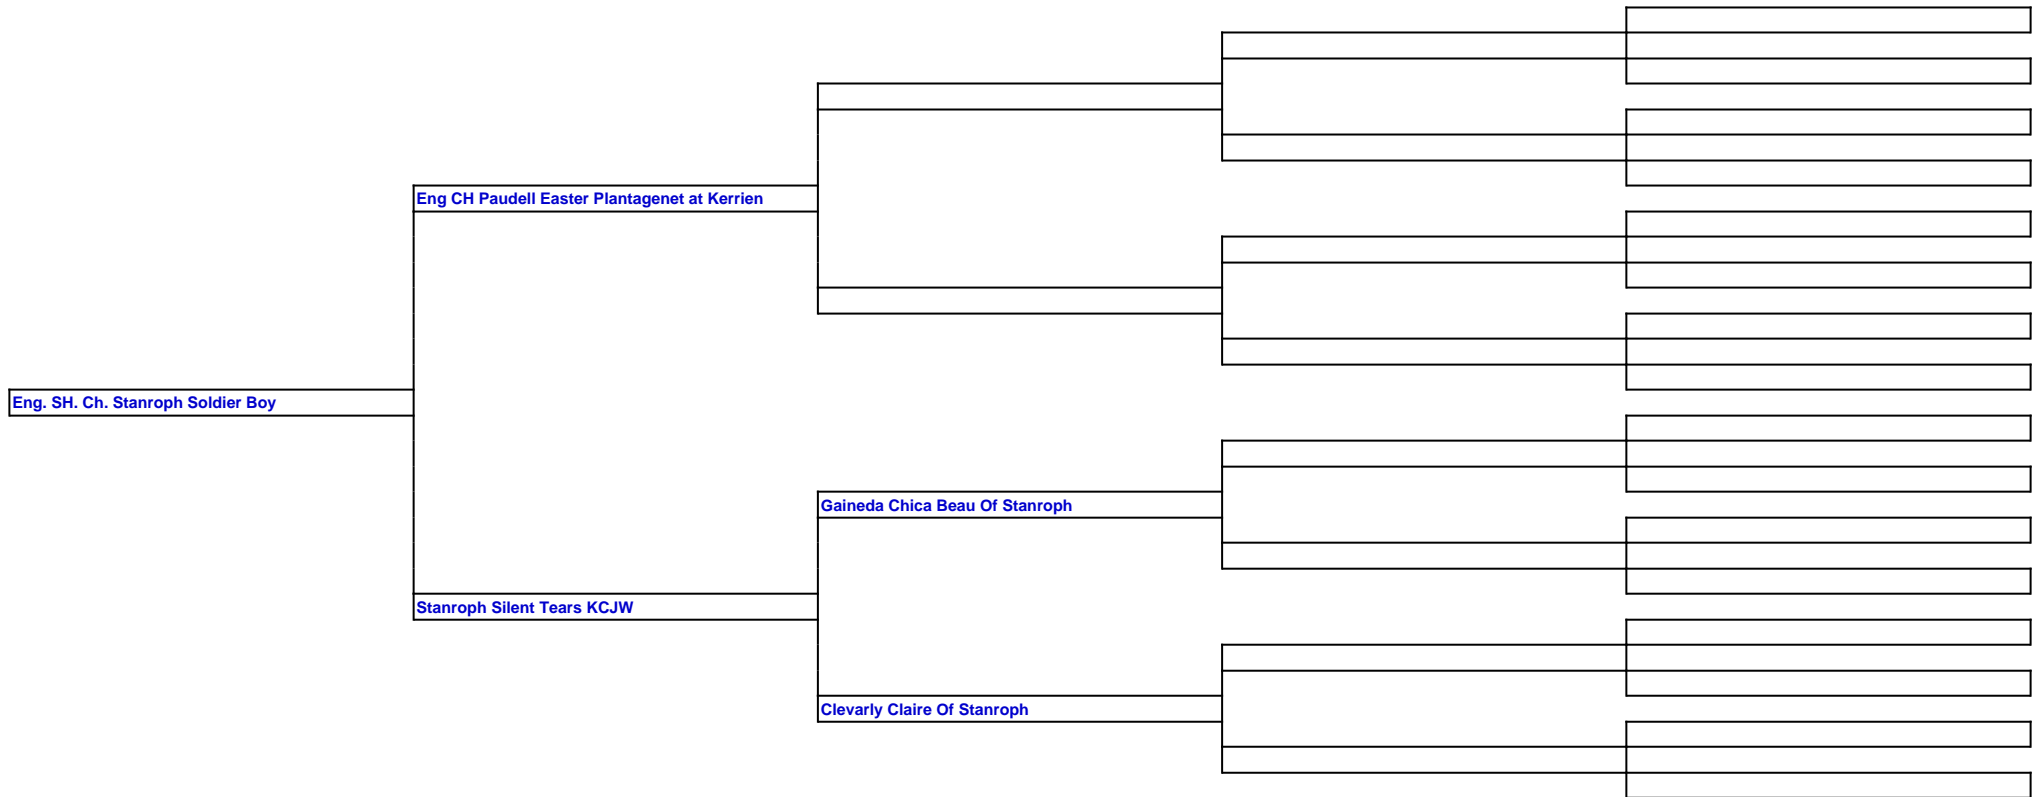 Eng CH Paudell Easter Plantagenet at Kerrien
Eng. SH. Ch. Stanroph Soldier Boy
Gaineda Chica Beau Of Stanroph
Stanroph Silent Tears KCJW
Clevarly Claire Of Stanroph